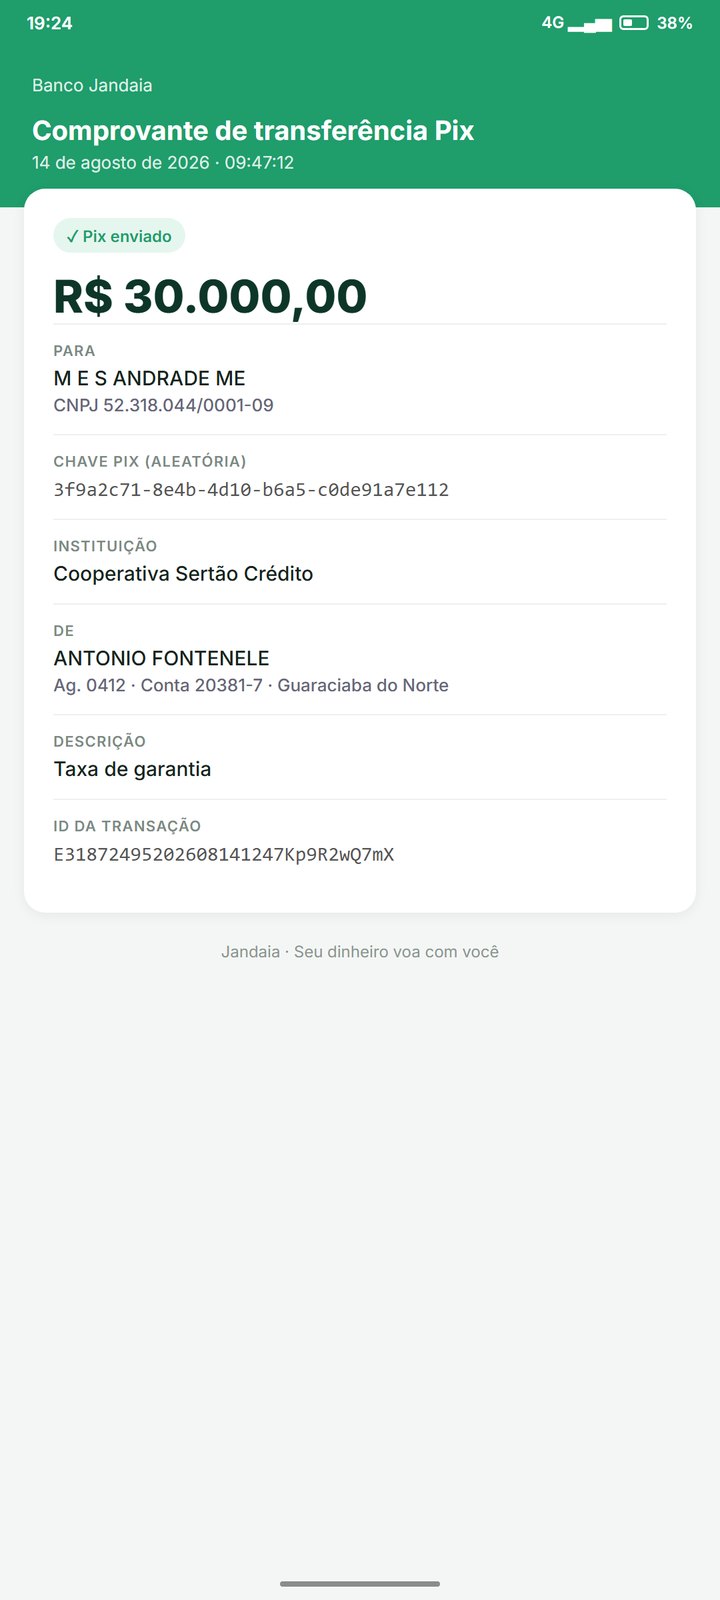 19:24
4G 38%
Banco Jandaia
Comprovante de transferência Pix
14 de agosto de 2026 · 09:47:12
✓ Pix enviado
R$ 30.000,00
PARA
M E S ANDRADE ME
CNPJ 52.318.044/0001-09
CHAVE PIX (ALEATÓRIA)
3f9a2c71-8e4b-4d10-b6a5-c0de91a7e112
INSTITUIÇÃO
Cooperativa Sertão Crédito
DE
ANTONIO FONTENELE
Ag. 0412 · Conta 20381-7 · Guaraciaba do Norte
DESCRIÇÃO
Taxa de garantia
ID DA TRANSAÇÃO
E31872495202608141247Kp9R2wQ7mX
Jandaia · Seu dinheiro voa com você